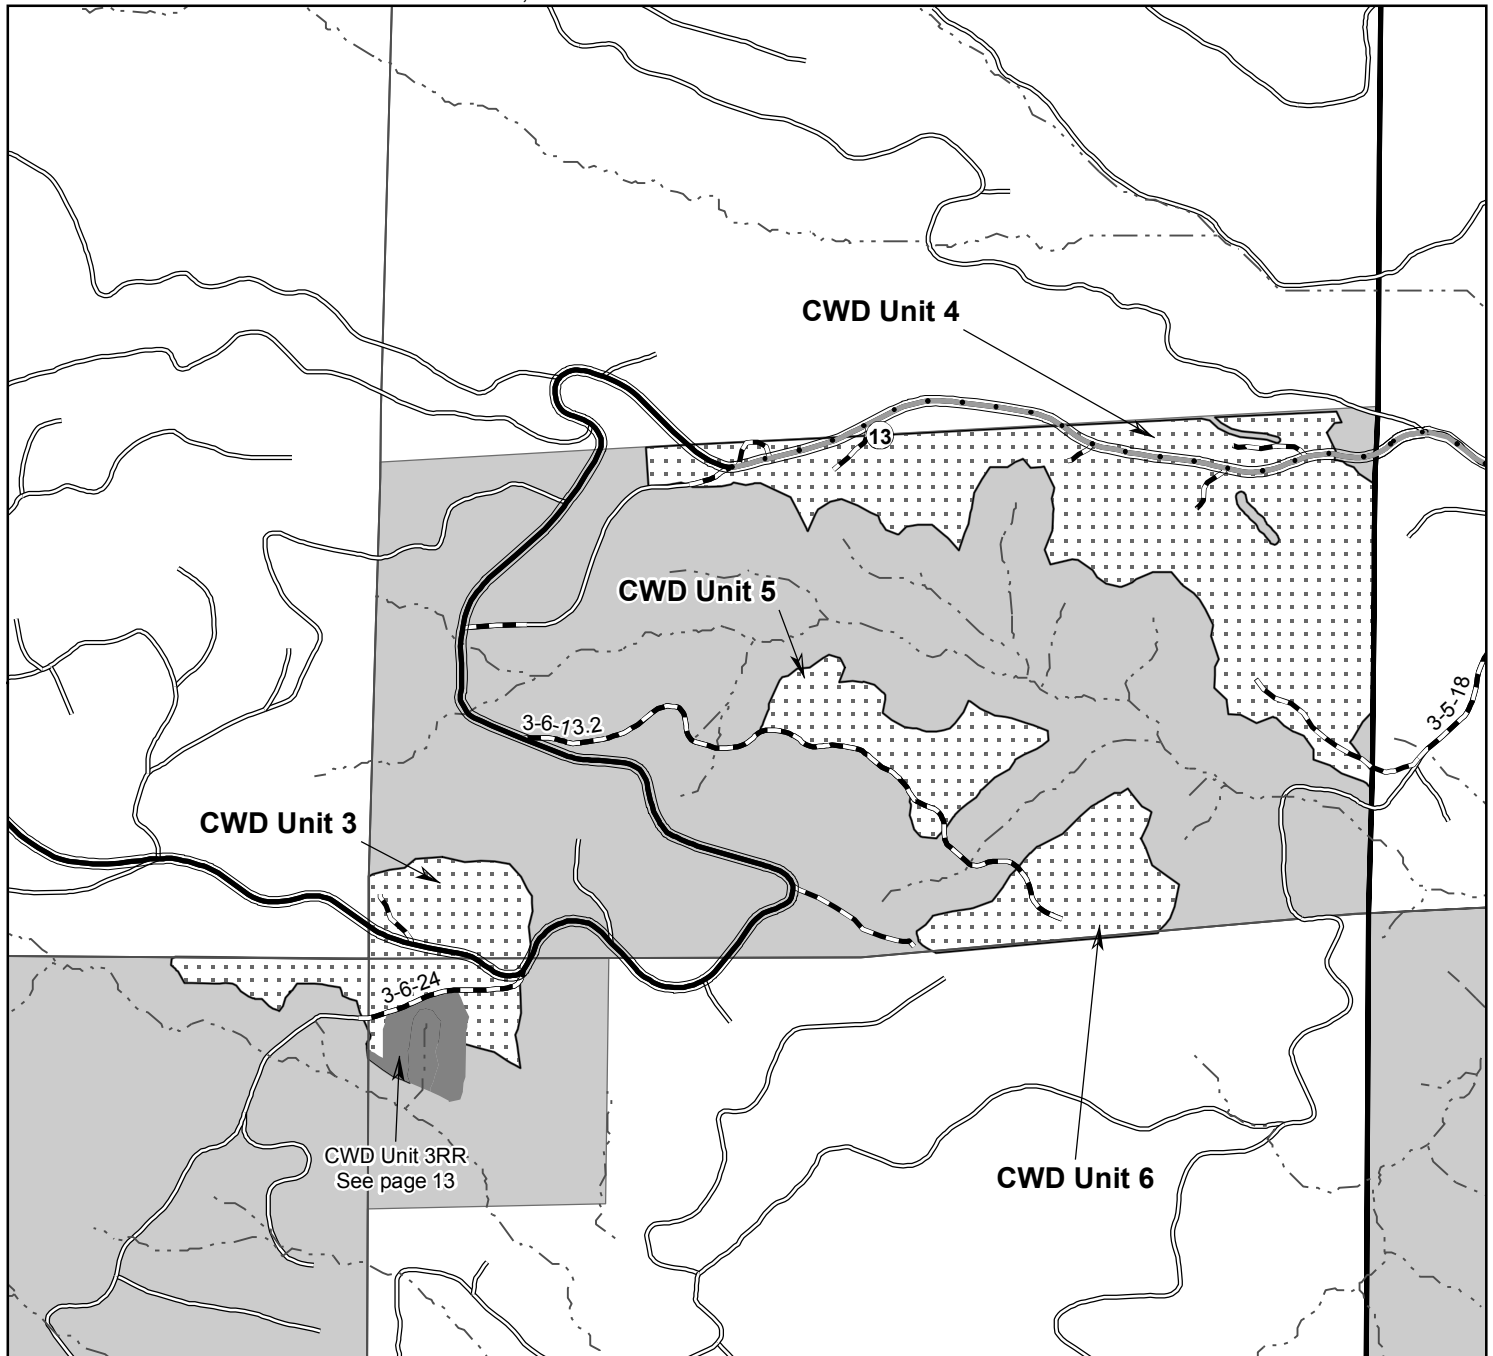 CWD Unit 4
13
CWD Unit 5
3-5-18
3-6-13.2
CWD Unit 3
3-6-24
CWD Unit 3RR
See page 13
CWD Unit 6